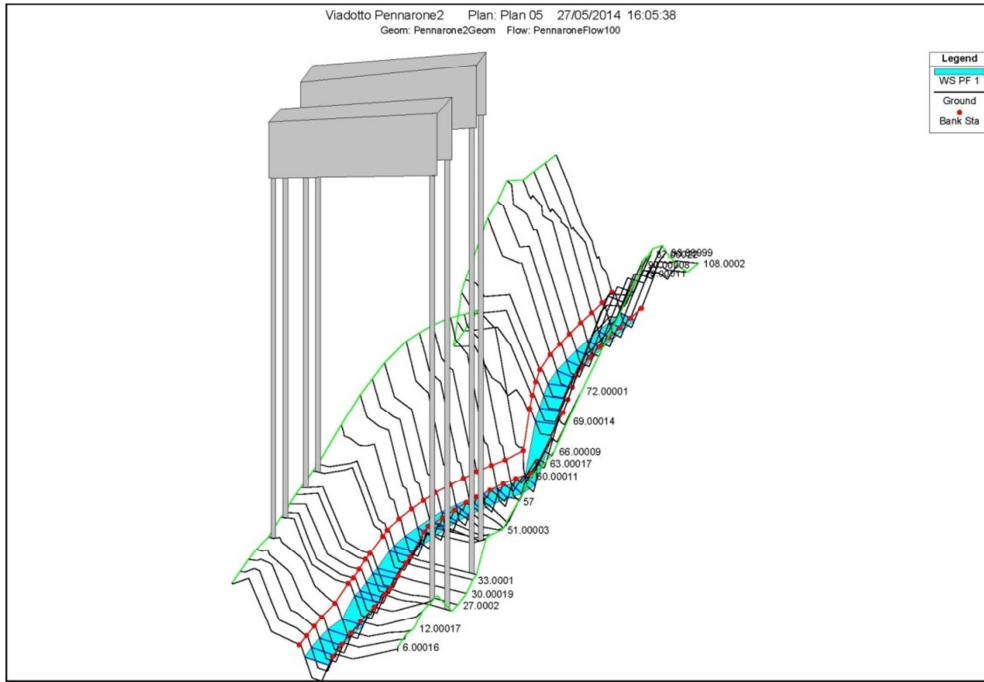 Viadotto Pennarone2 Plan: Plan 05 27/05/2014 16:05:38
Geom: Pennarone2Geom Flow: PennaroneFlow100
Legend
WS PF 1
Ground
Bank Sta
108.0002
72.00001
69.00014
66.00009
63.00017
60.00011
57
51.00003
33.0001
30.00019
27.0002
12.00017
6.00016